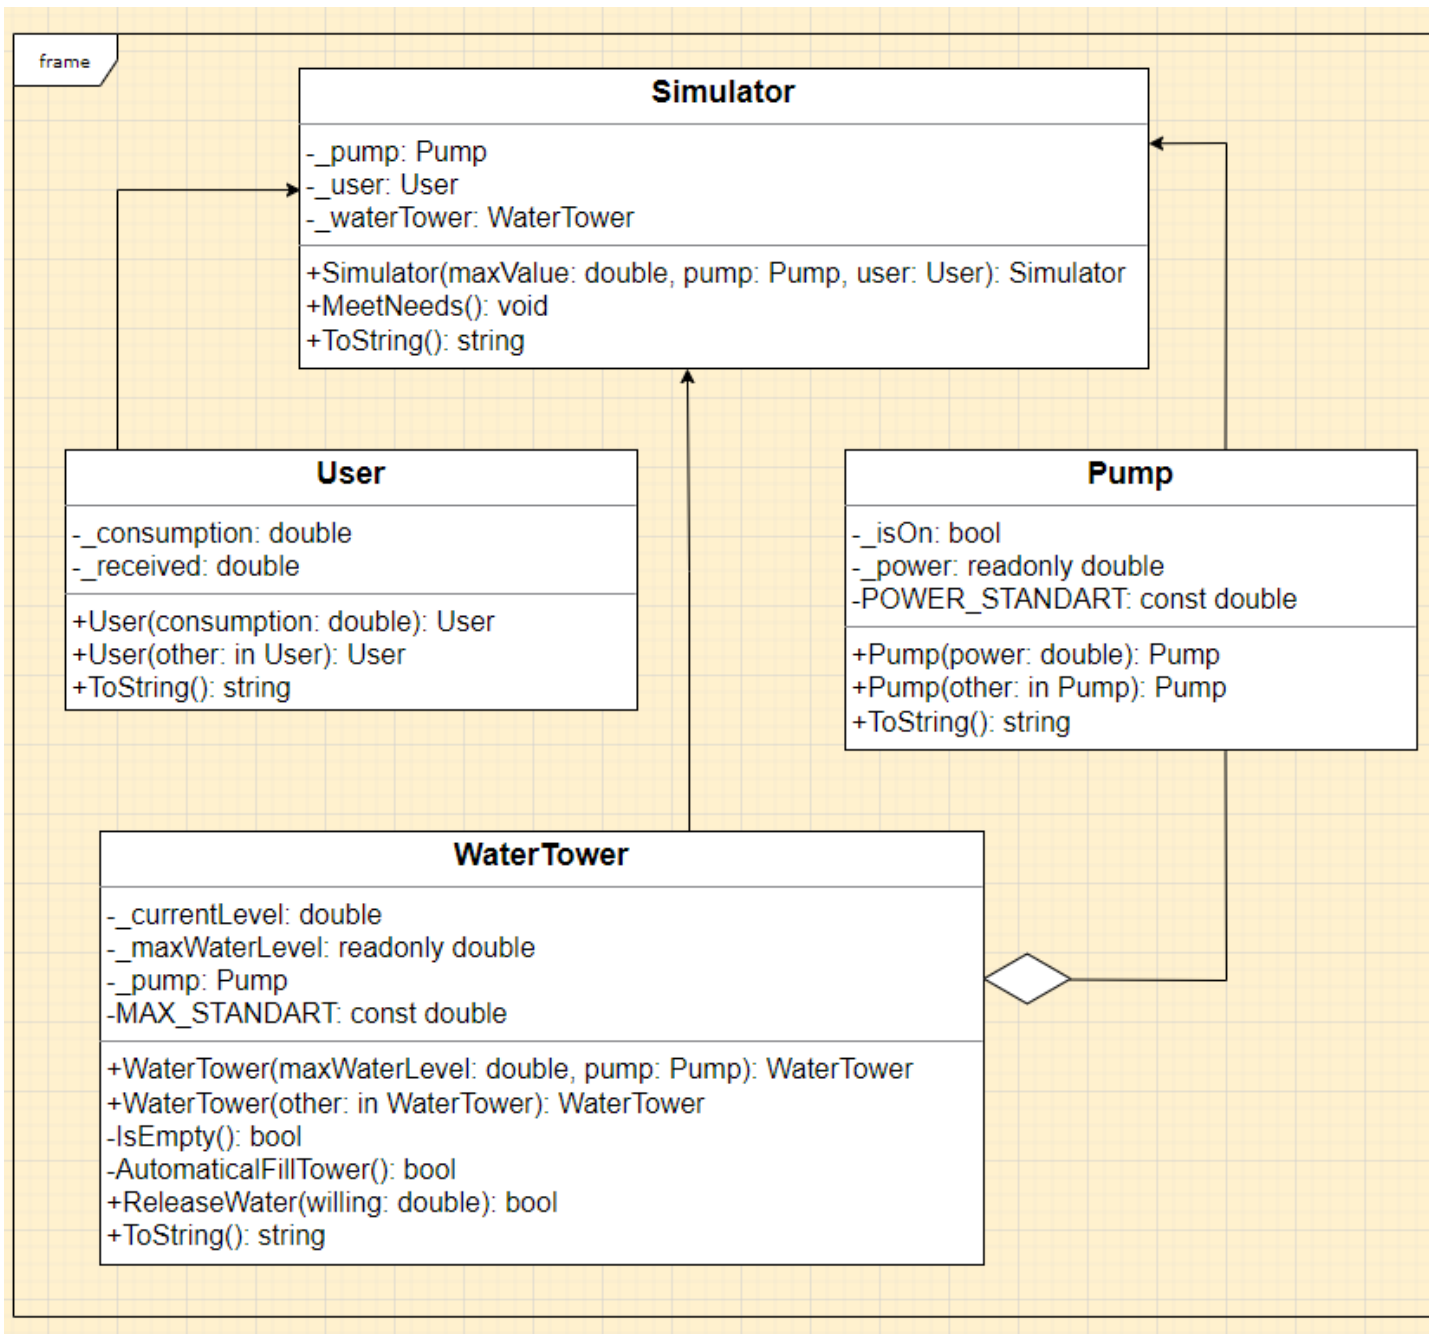 frame
Simulator
-_pump: Pump
-_user: User
-_waterTower: WaterTower
+Simulator(maxValue: double, pump: Pump, user: User): Simulator
+MeetNeeds(): void
+ToString(): string
User
-_consumption: double
-_received: double
+User(consumption: double): User
+User(other: in User): User
+ToString(): string
Pump
-_isOn: bool
-_power: readonly double
-POWER_STANDART: const double
+Pump(power: double): Pump
+Pump(other: in Pump): Pump
+ToString(): string
WaterTower
-_currentLevel: double
-_maxWaterLevel: readonly double
-_pump: Pump
-MAX_STANDART: const double
+WaterTower(maxWaterLevel: double, pump: Pump): WaterTower
+WaterTower(other: in WaterTower): WaterTower
-IsEmpty(): bool
-AutomaticalFillTower(): bool
+ReleaseWater(willing: double): bool
+ToString(): string